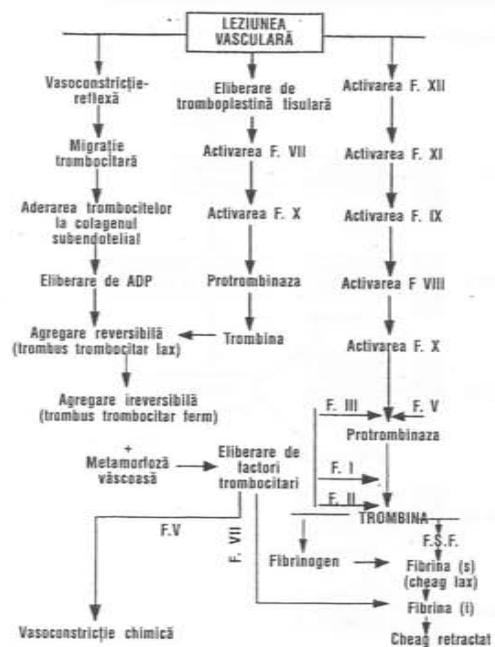 LEZIUNEA
VASCULARĂ
Vasoconstricție-
reflexă
Migrație
trombocitară
Aderarea trombocitelor
la colagenul
subendotelial
Eliberare de ADP
Agregare reversibilă
(trombus trombocitar lax)
Agregare ireversibilă
(trombus trombocitar ferm)
+
Metamorfoză
vâscoasă
Eliberare de
tromboplastină tisulară
Activarea F. VII
Activarea F. X
Protrombinaza
Trombina
Eliberare de
factori
trombocitari
F.V
F. VII
Vasoconstricție chimică
Activarea F. XII
Activarea F. XI
Activarea F. IX
Activarea F VIII
Activarea F. X
F. III
F. V
Protrombinaza
F. I
F. II
TROMBINA
F.S.F.
Fibrinogen
Fibrina (s)
(cheag lax)
Fibrina (i)
Cheag retractat